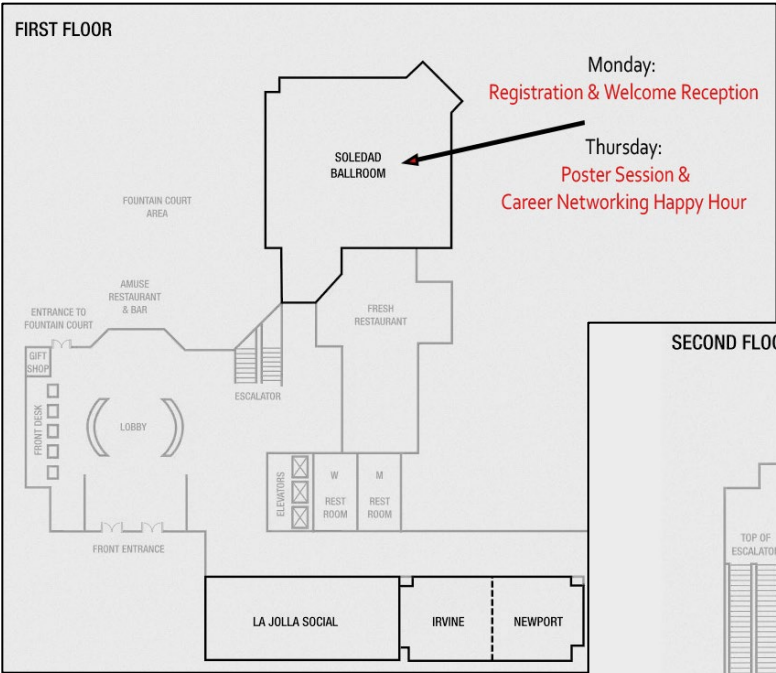 FIRST FLOOR
Monday:
Registration & Welcome Reception
Thursday:
Poster Session &
Career Networking Happy Hour
SOLEDAD
BALLROOM
FOUNTAIN COURT
AREA
AMUSE
RESTAURANT
& BAR
ENTRANCE TO
FOUNTAIN COURT
FRESH
RESTAURANT
GIFT
SHOP
ESCALATOR
FRONT DESK
LOBBY
ELEVATORS
W
REST
ROOM
M
REST
ROOM
FRONT ENTRANCE
LA JOLLA SOCIAL
IRVINE
NEWPORT
SECOND FLOO
TOP OF
ESCALATO